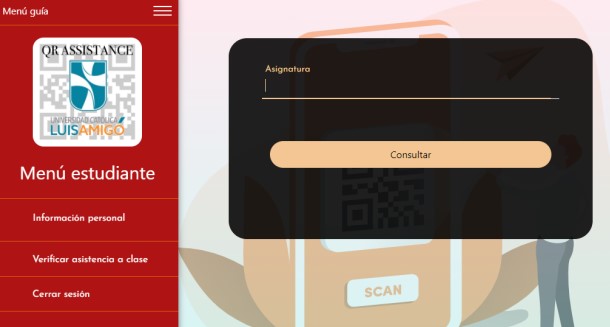 Menú guía
QR ASSISTANCE
UNIVERSIDAD CATÓLICA
LUIS AMIGÓ
Menú estudiante
Información personal
Verificar asistencia a clase
Cerrar sesión
Asignatura
Consultar
SCAN